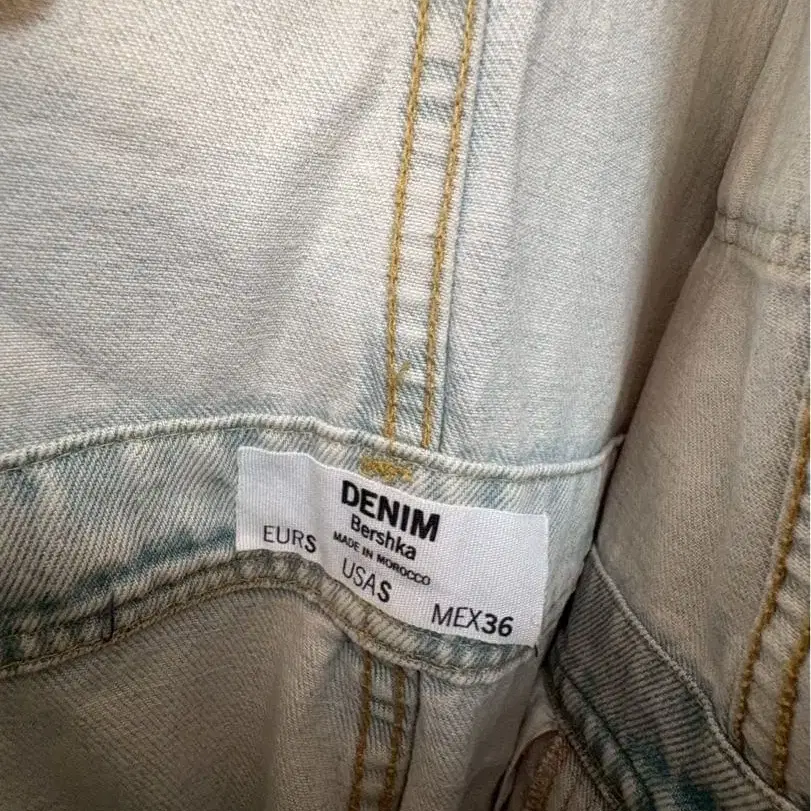 DENIM
Bershka
MADE IN MOROCCO
EURS USAS MEX36